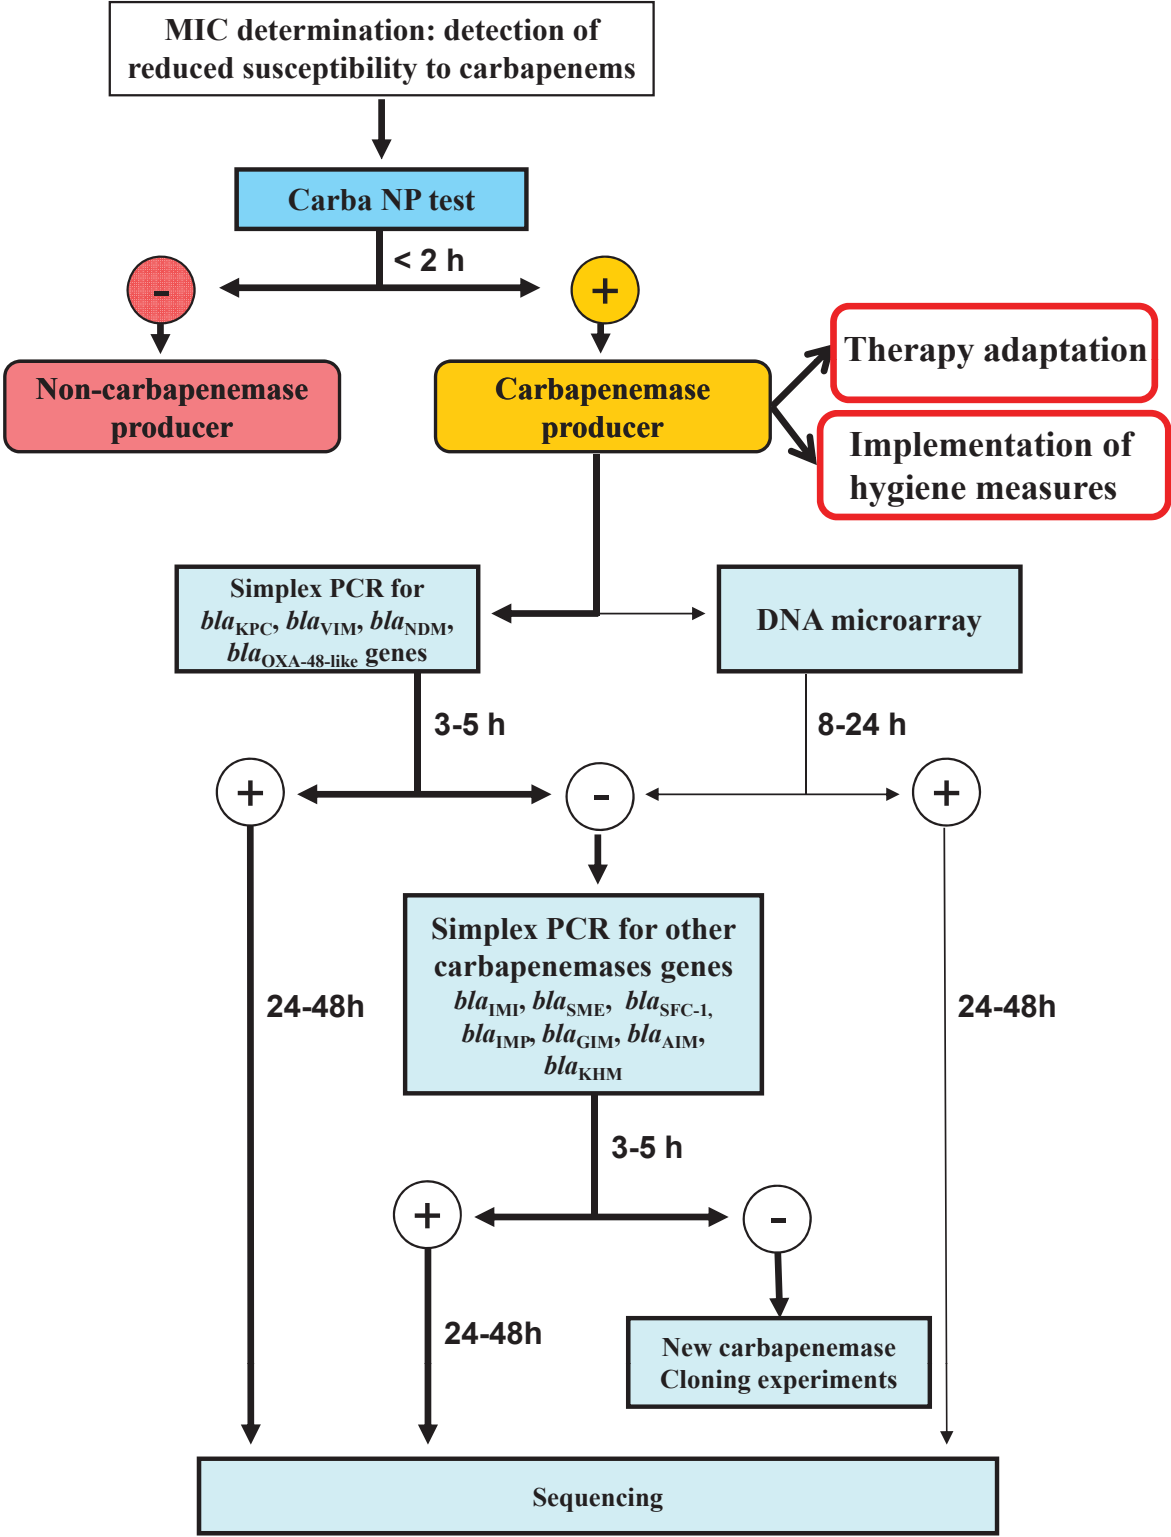 MIC determination: detection of
reduced susceptibility to carbapenems
Carba NP test
< 2 h
-
+
Non-carbapenemase
producer
Carbapenemase
producer
Therapy adaptation
Implementation of
hygiene measures
Simplex PCR for
blaKPC, blaVIM, blaNDM,
blaOXA-48-like genes
DNA microarray
3-5 h
8-24 h
+
-
+
Simplex PCR for other
carbapenemases genes
blaIMI, blaSME, blaSFC-1,
blaIMP, blaGIM, blaAIM,
blaKHM
24-48h
24-48h
3-5 h
+
-
24-48h
New carbapenemase
Cloning experiments
Sequencing